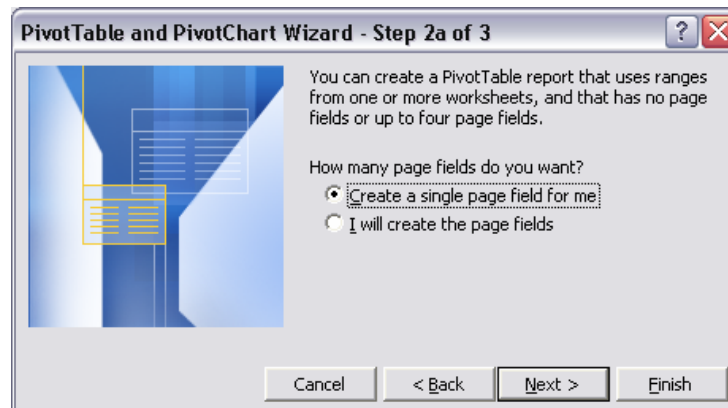 PivotTable and PivotChart Wizard - Step 2a of 3
You can create a PivotTable report that uses ranges
from one or more worksheets, and that has no page
fields or up to four page fields.
How many page fields do you want?
Create a single page field for me
I will create the page fields
Cancel
< Back
Next >
Finish